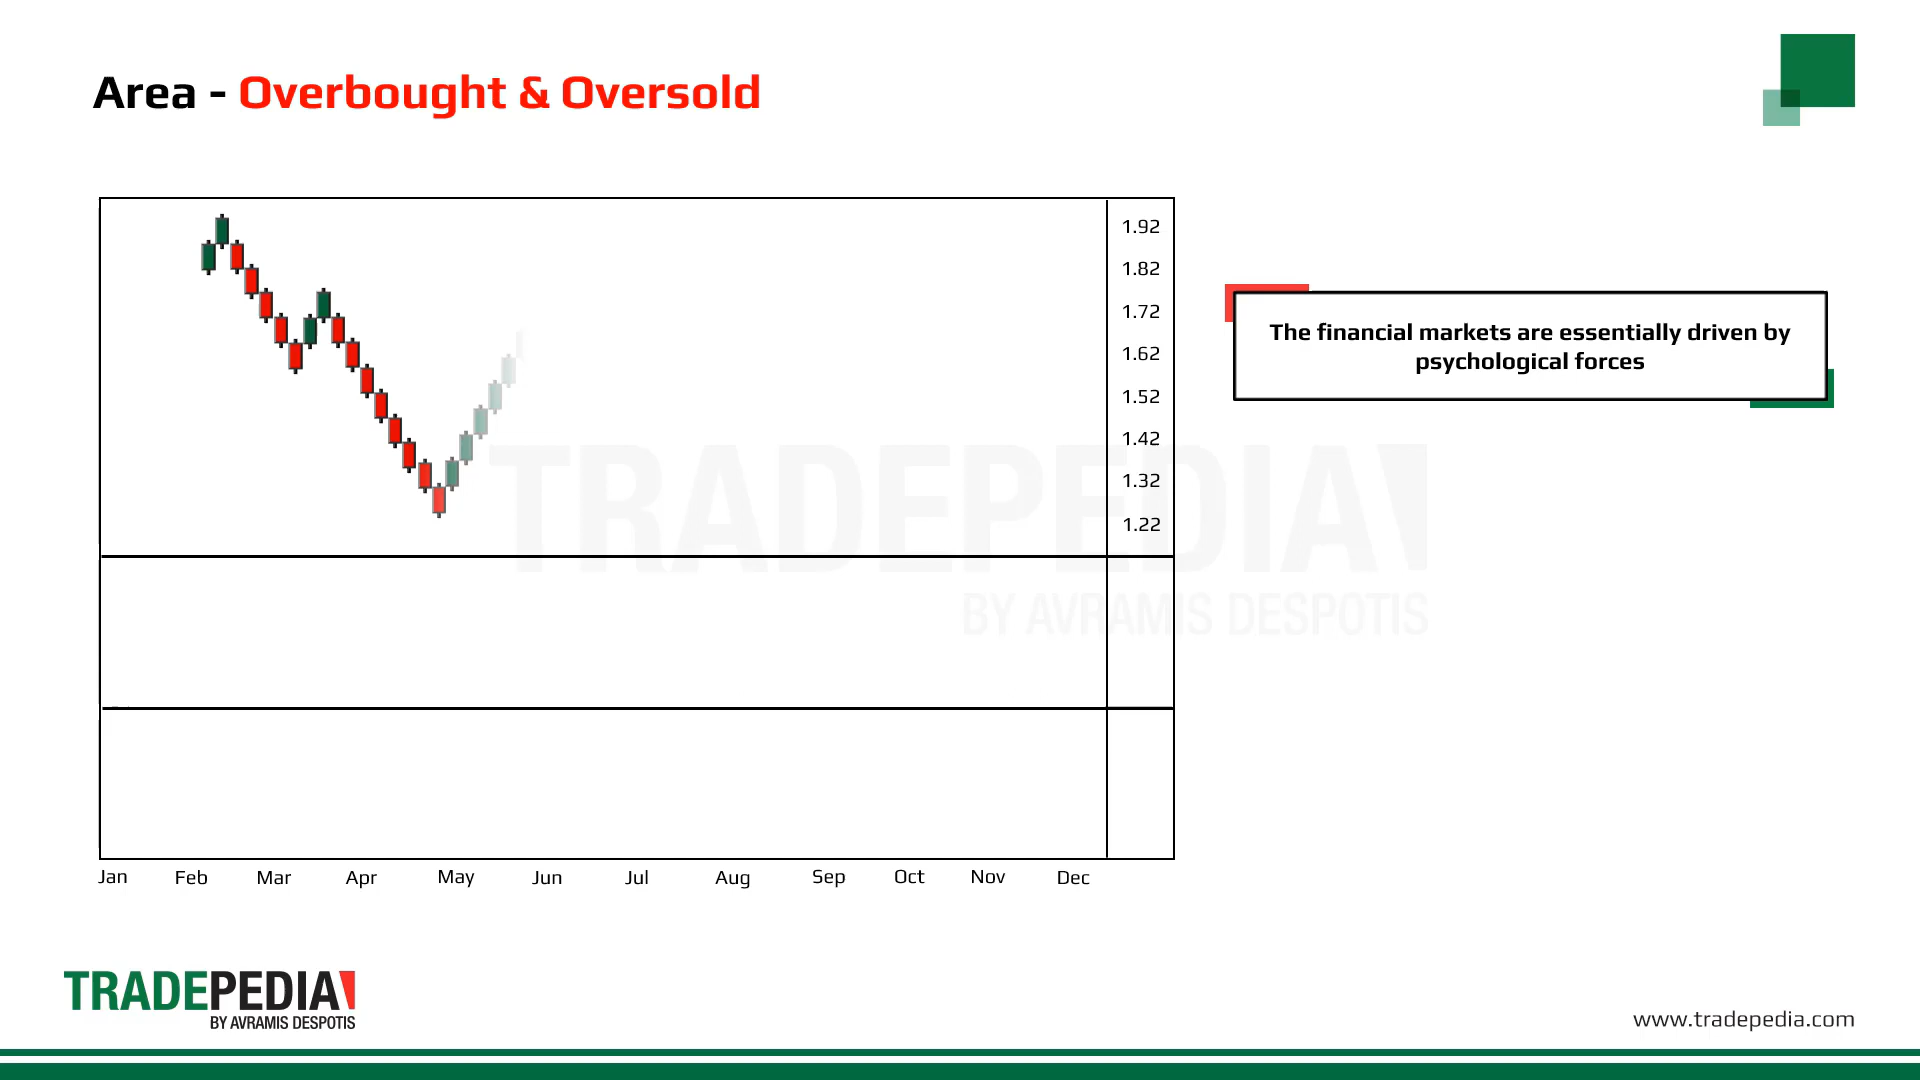 Area - Overbought & Oversold
1.92
1.82
1.72
1.62
1.52
1.42
1.32
1.22
The financial markets are essentially driven by
psychological forces
TRADEPEDIA
BY AVRAMIS DESPOTIS
Jan Feb Mar Apr May Jun Jul Aug Sep Oct Nov Dec
TRADEPEDIA
BY AVRAMIS DESPOTIS
www.tradepedia.com